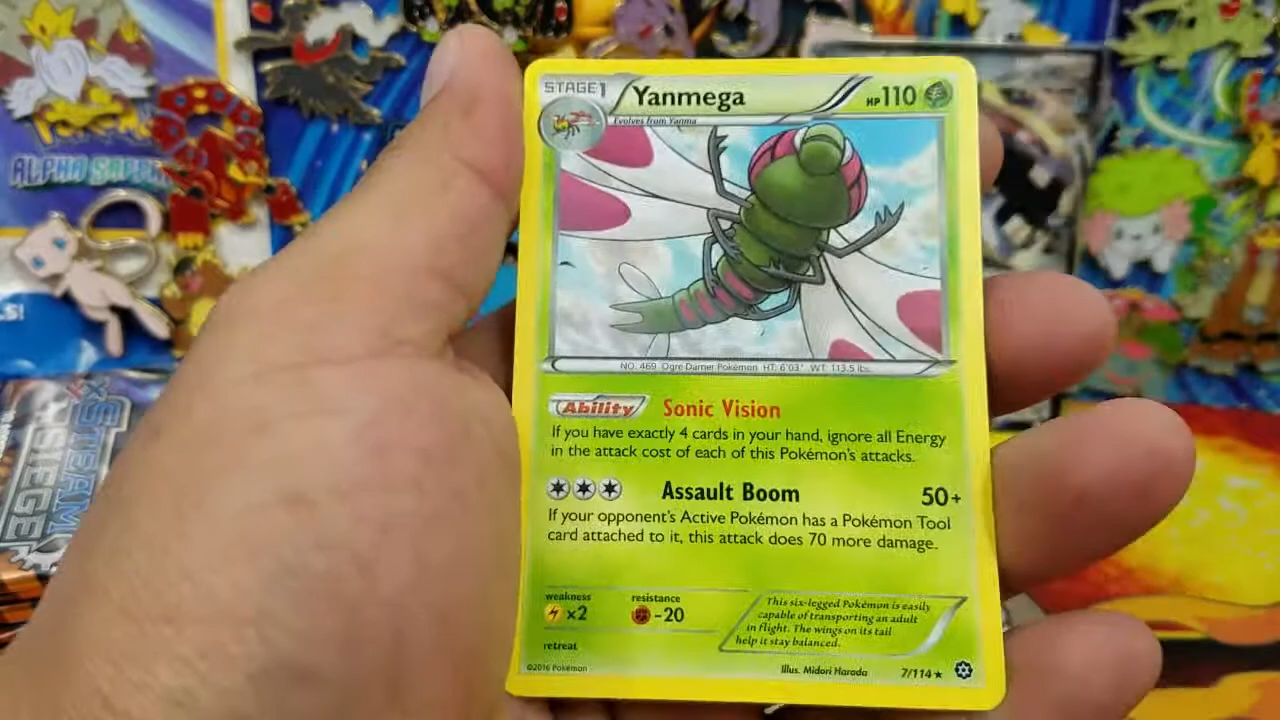 STAGE 1
Yanmega
HP 110
Evolves from Yanma
NO. 469 Ogre Darner Pokémon HT: 6'03" WT: 113.5 lbs.
Ability Sonic Vision
If you have exactly 4 cards in your hand, ignore all Energy
in the attack cost of each of this Pokémon's attacks.
Assault Boom 50+
If your opponent's Active Pokémon has a Pokémon Tool
card attached to it, this attack does 70 more damage.
weakness resistance
×2 -20
This six-legged Pokémon is easily
capable of transporting an adult
in flight. The wings on its tail
help it stay balanced.
retreat
©2016 Pokémon
Illus. Midori Harada
7/114★
ALPHA
STEAM
SIEGE